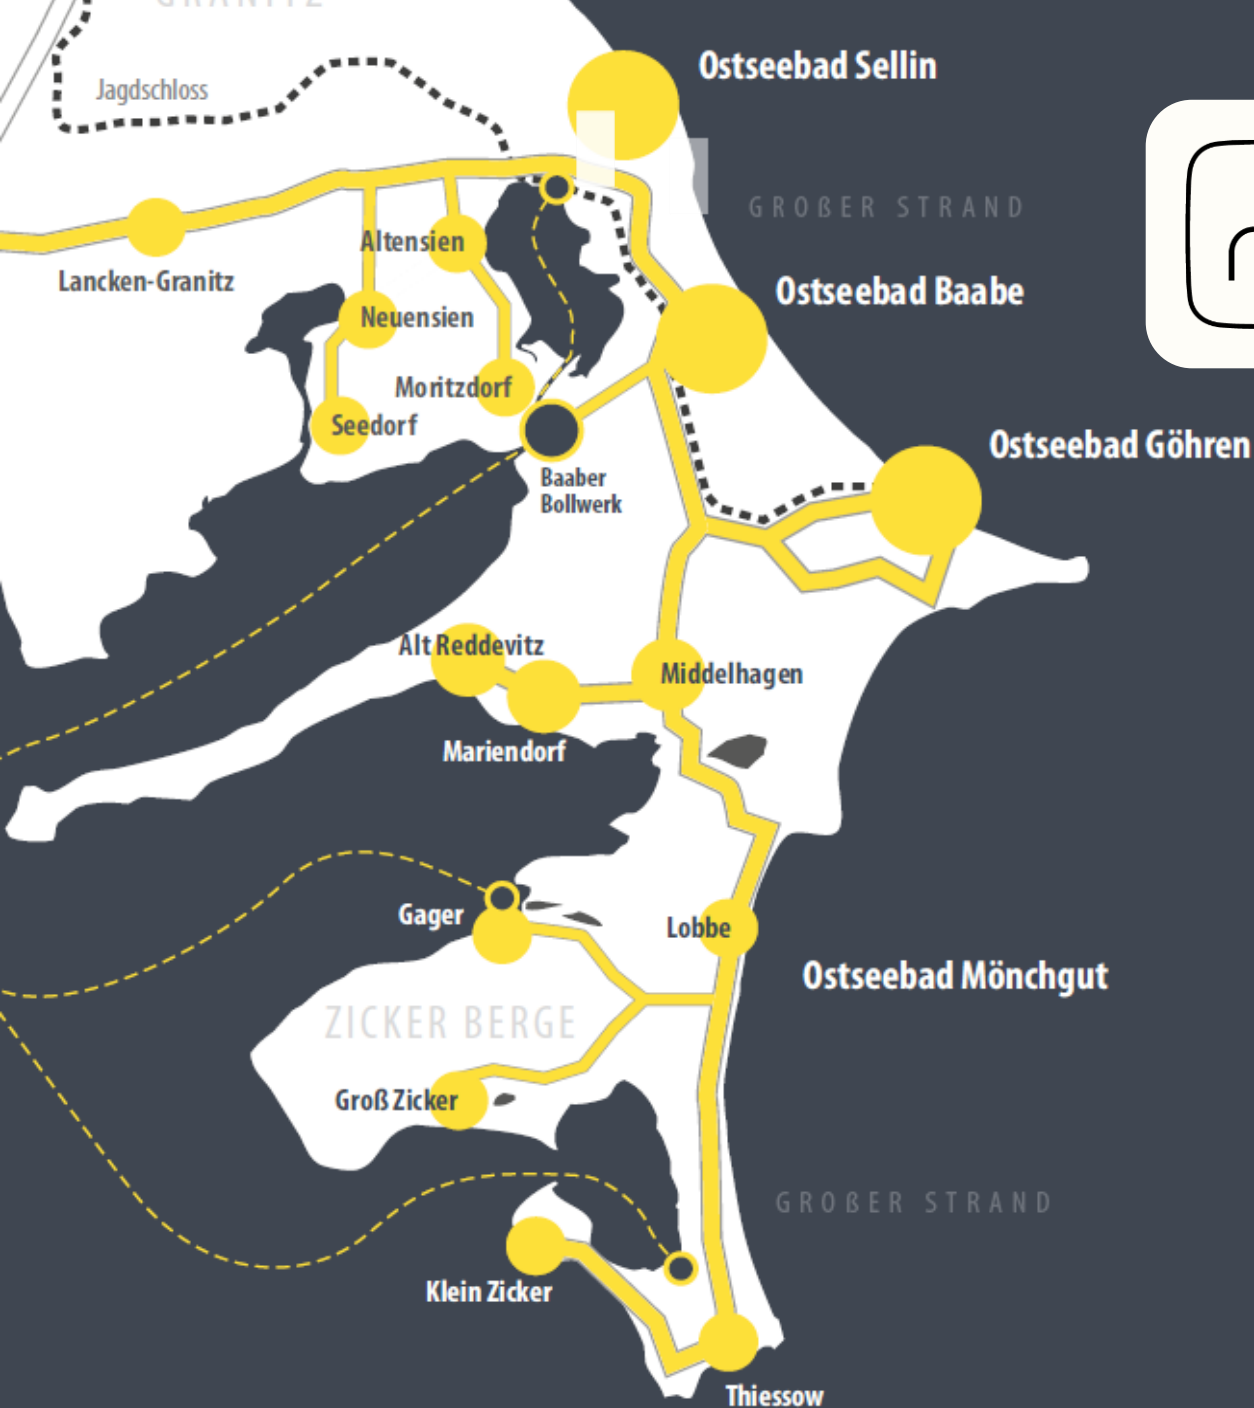 GRANITZ
Ostseebad Sellin
Jagdschloss
GROßER STRAND
Altensien
Lancken-Granitz
Ostseebad Baabe
Neuensien
Moritzdorf
Seedorf
Ostseebad Göhren
Baaber
Bollwerk
Alt Reddevitz
Middelhagen
Mariendorf
Gager
Lobbe
Ostseebad Mönchgut
ZICKER BERGE
Groß Zicker
GROßER STRAND
Klein Zicker
Thiessow